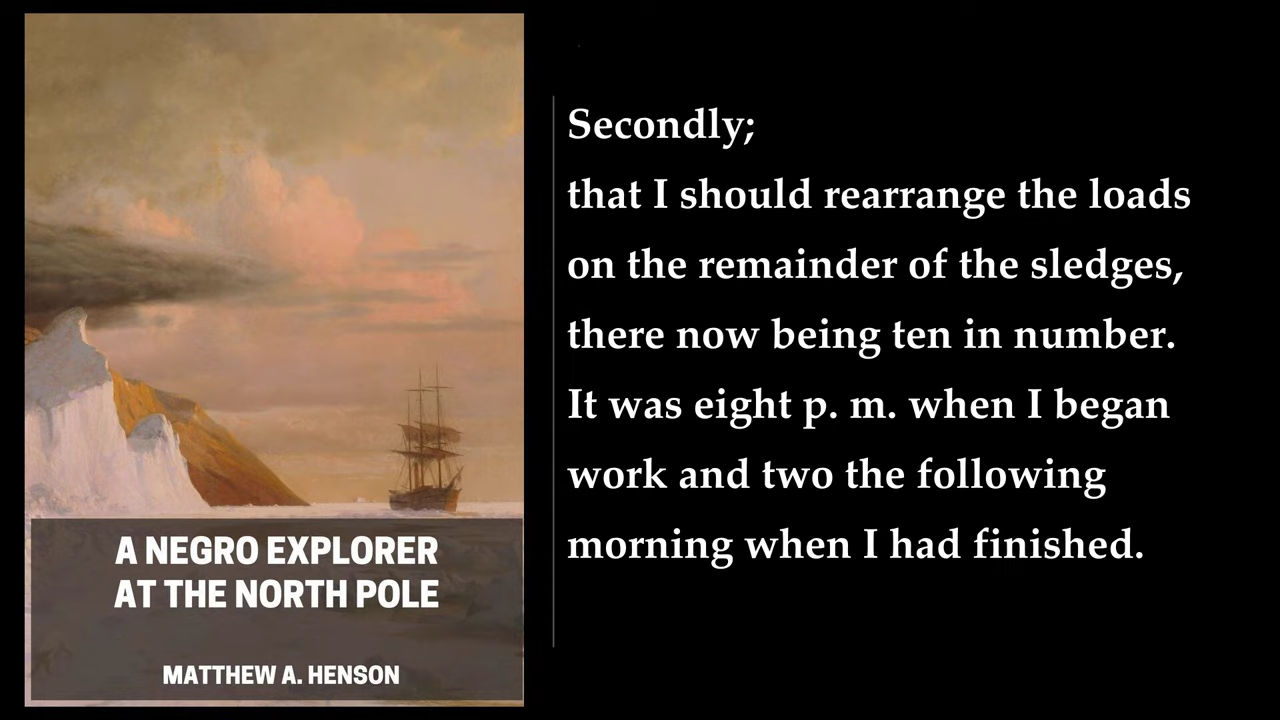 A NEGRO EXPLORER
AT THE NORTH POLE
MATTHEW A. HENSON
Secondly;
that I should rearrange the loads
on the remainder of the sledges,
there now being ten in number.
It was eight p. m. when I began
work and two the following
morning when I had finished.